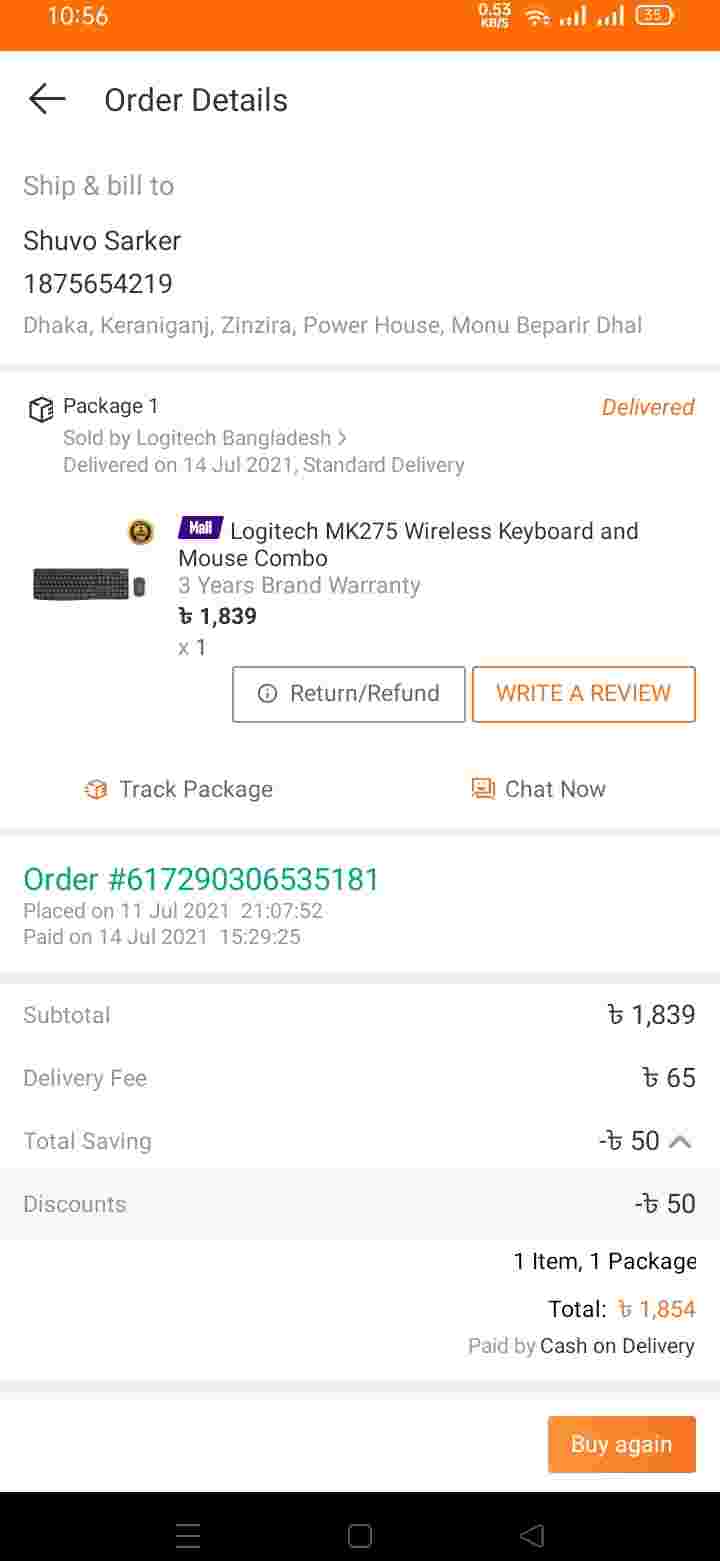 10:56
0.53
KB/S
35
Order Details
Ship & bill to
Shuvo Sarker
1875654219
Dhaka, Keraniganj, Zinzira, Power House, Monu Beparir Dhal
Package 1
Delivered
Sold by Logitech Bangladesh >
Delivered on 14 Jul 2021, Standard Delivery
Mall Logitech MK275 Wireless Keyboard and
Mouse Combo
3 Years Brand Warranty
৳ 1,839
x 1
Return/Refund
WRITE A REVIEW
Track Package
Chat Now
Order #617290306535181
Placed on 11 Jul 2021 21:07:52
Paid on 14 Jul 2021 15:29:25
Subtotal ৳ 1,839
Delivery Fee ৳ 65
Total Saving -৳ 50
Discounts -৳ 50
1 Item, 1 Package
Total: ৳ 1,854
Paid by Cash on Delivery
Buy again